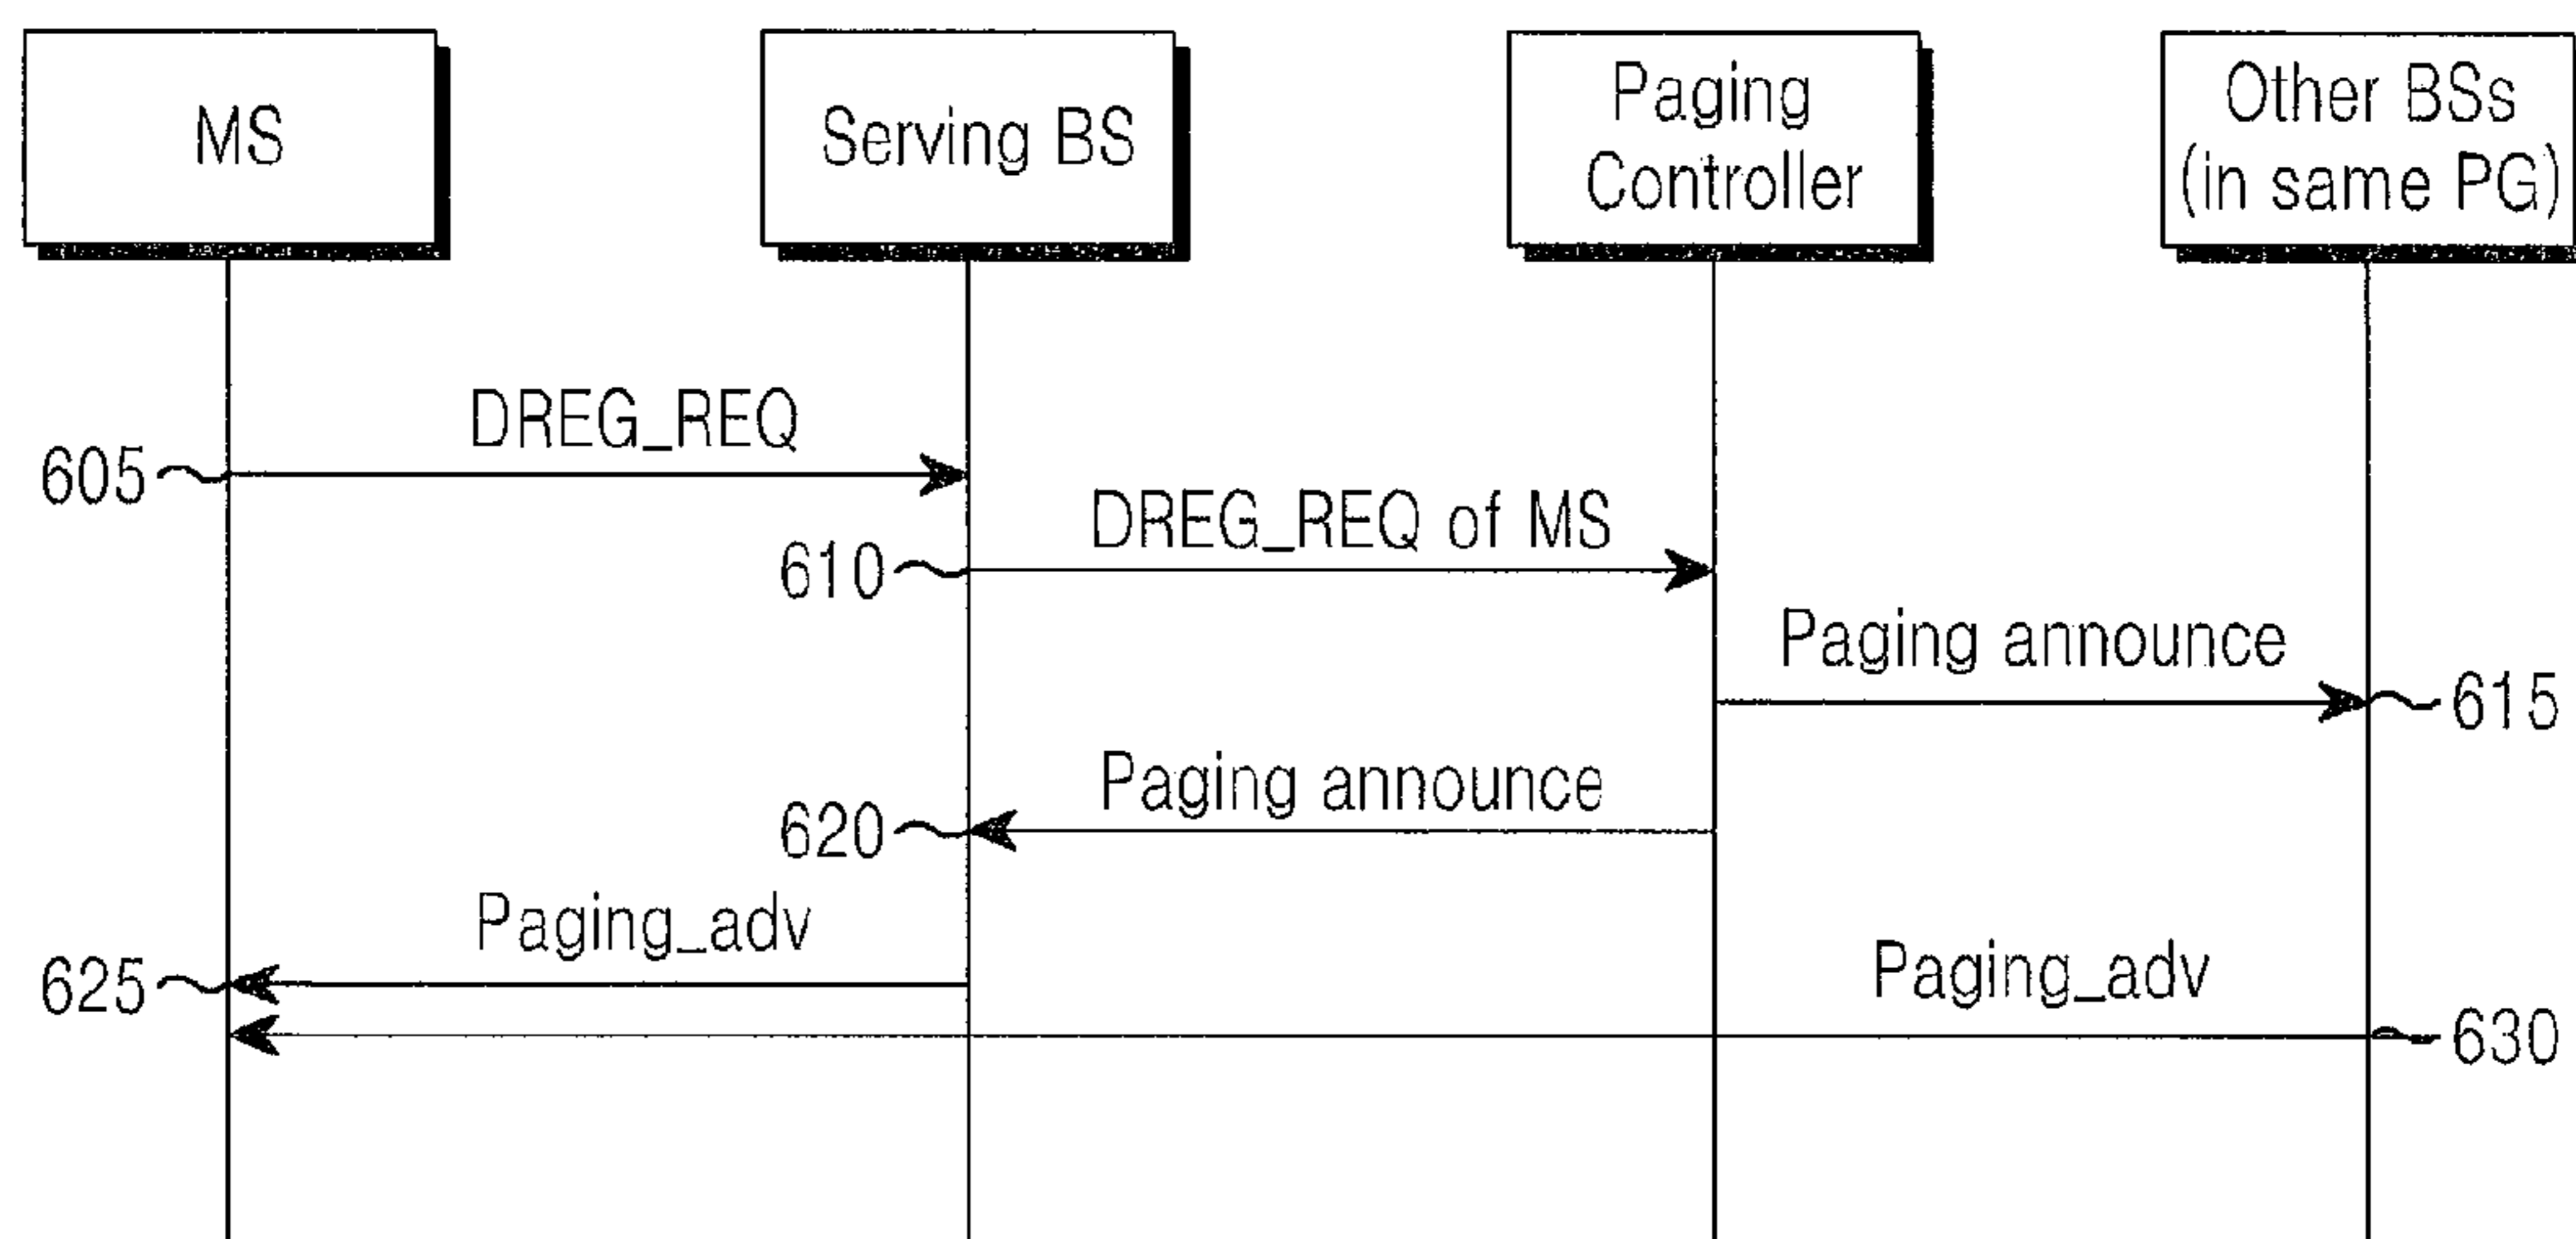 MS
Serving BS
Paging
Controller
Other BSs
(in same PG)
DREG_REQ
605
DREG_REQ of MS
610
Paging announce
615
Paging announce
620
Paging_adv
625
Paging_adv
630